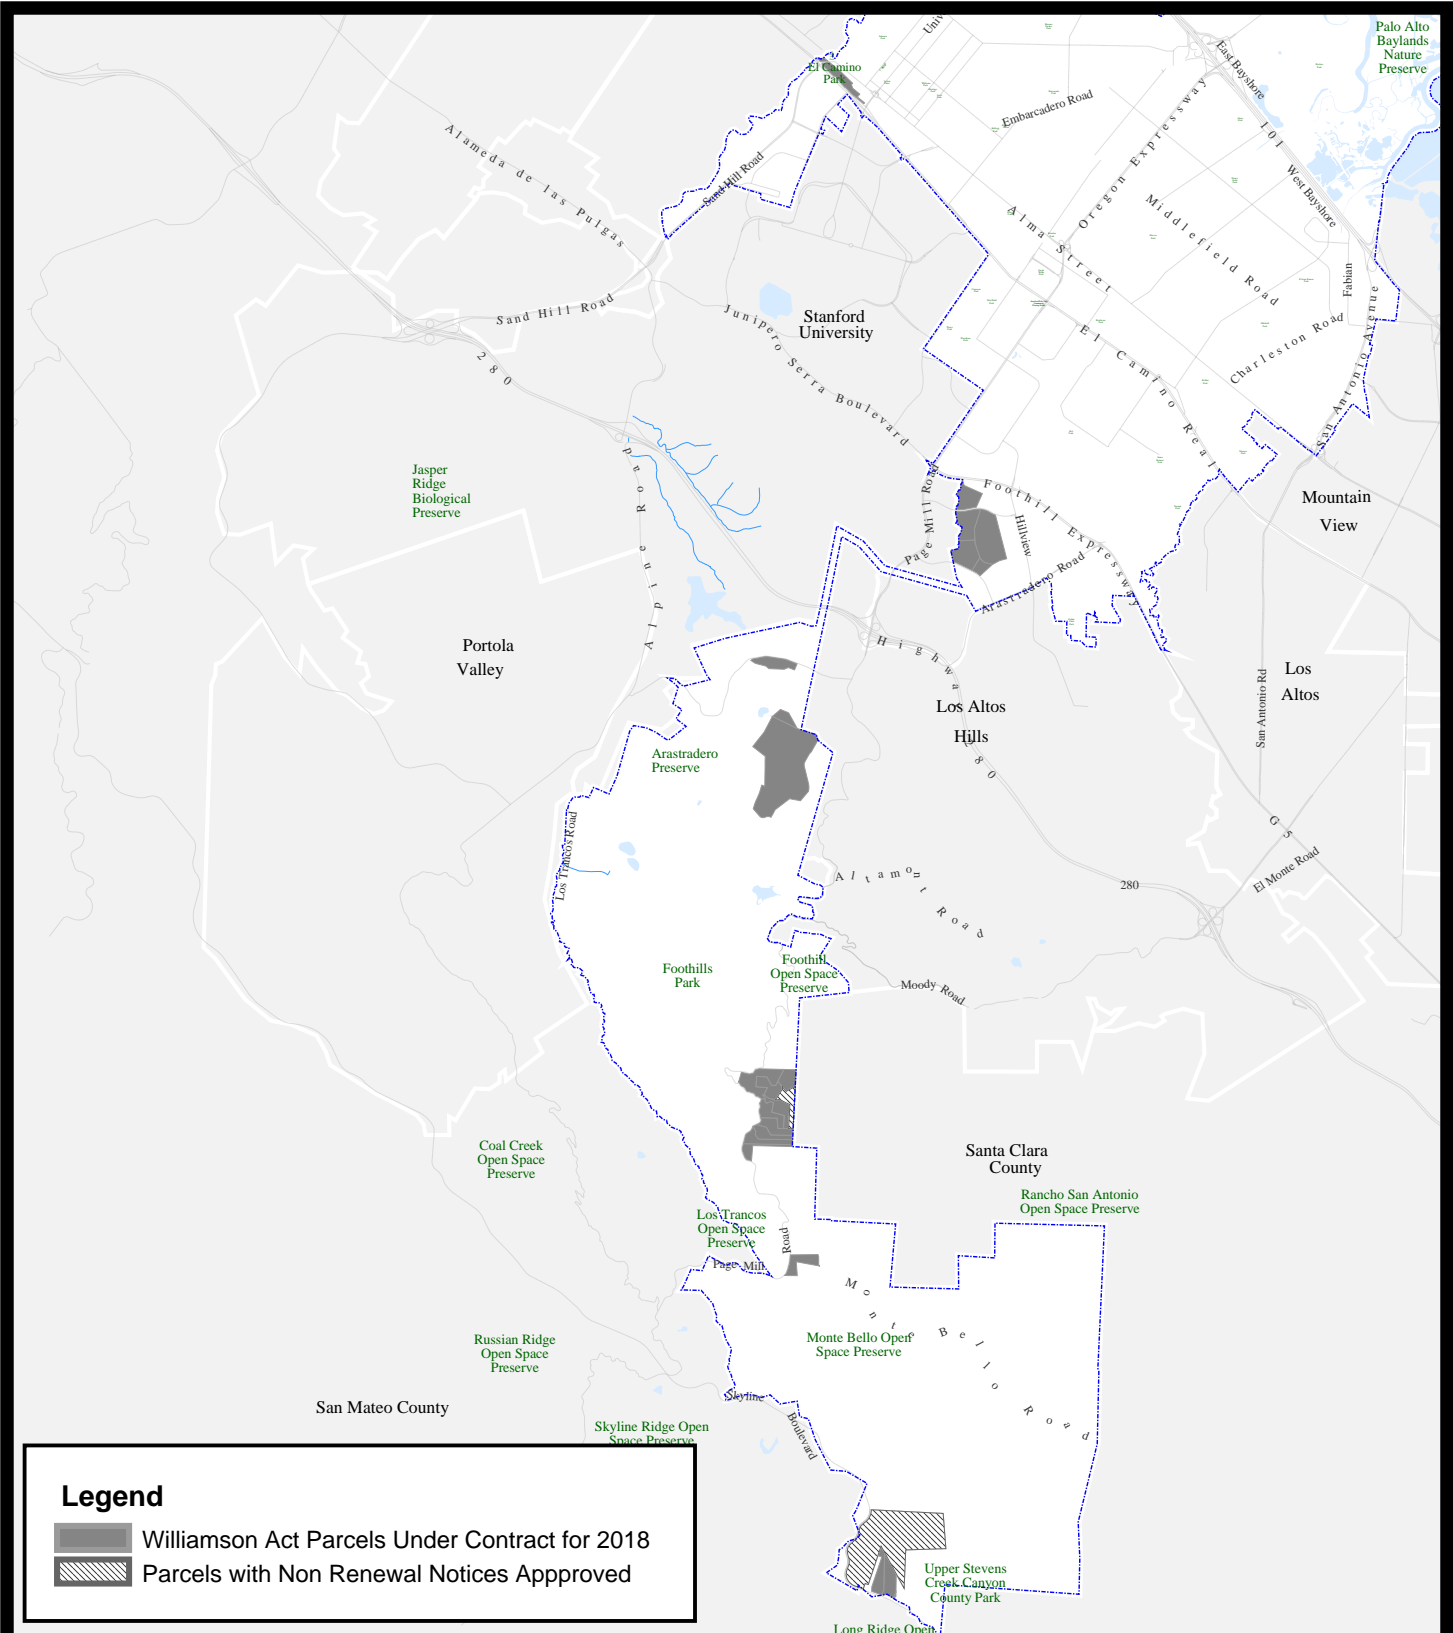 Palo Alto
Baylands
Nature
Preserve
Univ
East Bayshore
El Camino
Park
Embarcadero Road
Oregon Expressway
101
West Bayshore
Alameda de las Pulgas
Sand Hill Road
Alma Street
Middlefield Road
Fabian
San Antonio Avenue
Charleston Road
Sand Hill Road
Junipero Serra Boulevard
Stanford
University
El Camino Real
280
Jasper
Ridge
Biological
Preserve
Alpine Road
Page Mill Road
Foothill Expressway
Hillview
Arastradero Road
Mountain
View
Portola
Valley
Highway 280
Los Altos
Hills
San Antonio Rd
Los
Altos
Arastradero
Preserve
Los Trancos Road
G5
El Monte Road
Altamont Road
280
Foothills
Park
Foothill
Open Space
Preserve
Moody Road
Coal Creek
Open Space
Preserve
Santa Clara
County
Rancho San Antonio
Open Space Preserve
Los Trancos
Open Space
Preserve
Page Mill
Road
Monte Bello Road
Monte Bello Open
Space Preserve
Russian Ridge
Open Space
Preserve
San Mateo County
Skyline
Boulevard
Skyline Ridge Open
Space Preserve
Upper Stevens
Creek Canyon
County Park
Long Ridge Open
Legend
Williamson Act Parcels Under Contract for 2018
Parcels with Non Renewal Notices Appproved